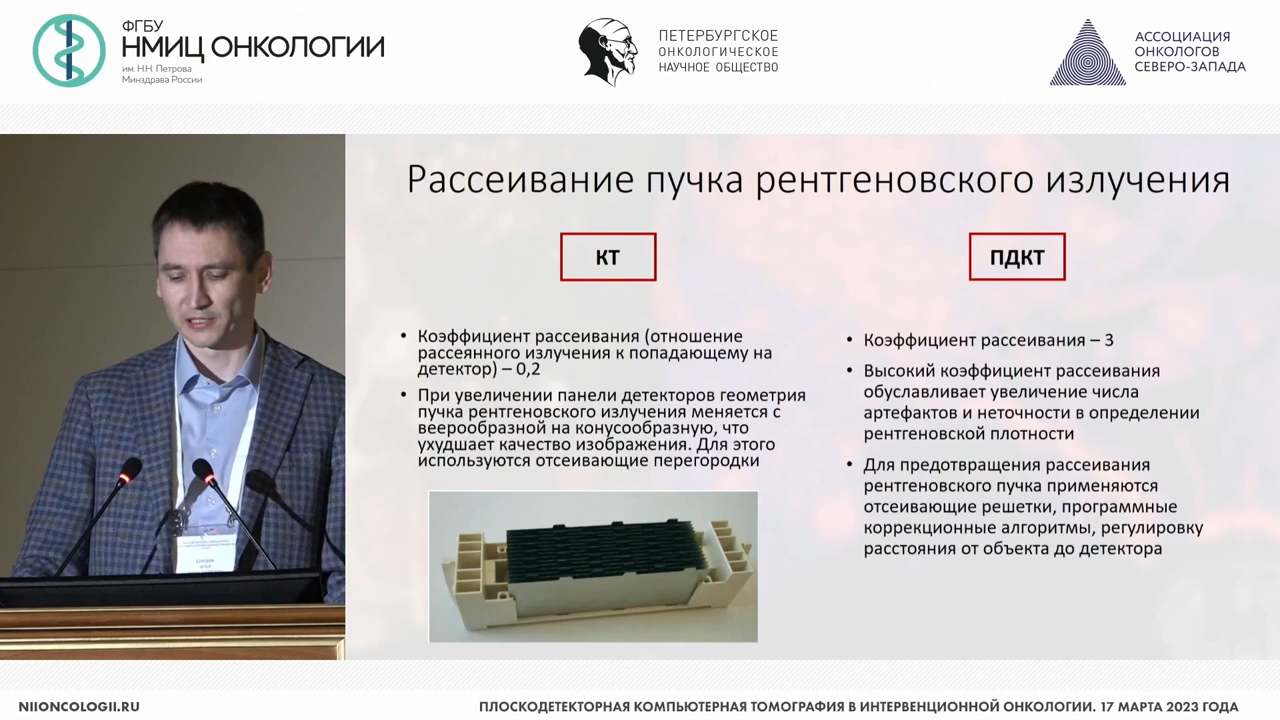 ФГБУ
НМИЦ ОНКОЛОГИИ
им. Н.Н. Петрова
Минздрава России
ПЕТЕРБУРГСКОЕ
ОНКОЛОГИЧЕСКОЕ
НАУЧНОЕ ОБЩЕСТВО
АССОЦИАЦИЯ
ОНКОЛОГОВ
СЕВЕРО-ЗАПАДА
Рассеивание пучка рентгеновского излучения
КТ
• Коэффициент рассеивания (отношение
рассеянного излучения к попадающему на
детектор) – 0,2
• При увеличении панели детекторов геометрия
пучка рентгеновского излучения меняется с
веерообразной на конусообразную, что
ухудшает качество изображения. Для этого
используются отсеивающие перегородки
ПДКТ
• Коэффициент рассеивания – 3
• Высокий коэффициент рассеивания
обуславливает увеличение числа
артефактов и неточности в определении
рентгеновской плотности
• Для предотвращения рассеивания
рентгеновского пучка применяются
отсеивающие решетки, программные
коррекционные алгоритмы, регулировку
расстояния от объекта до детектора
NIIONCOLOGII.RU
ПЛОСКОДЕТЕКТОРНАЯ КОМПЬЮТЕРНАЯ ТОМОГРАФИЯ В ИНТЕРВЕНЦИОННОЙ ОНКОЛОГИИ. 17 МАРТА 2023 ГОДА